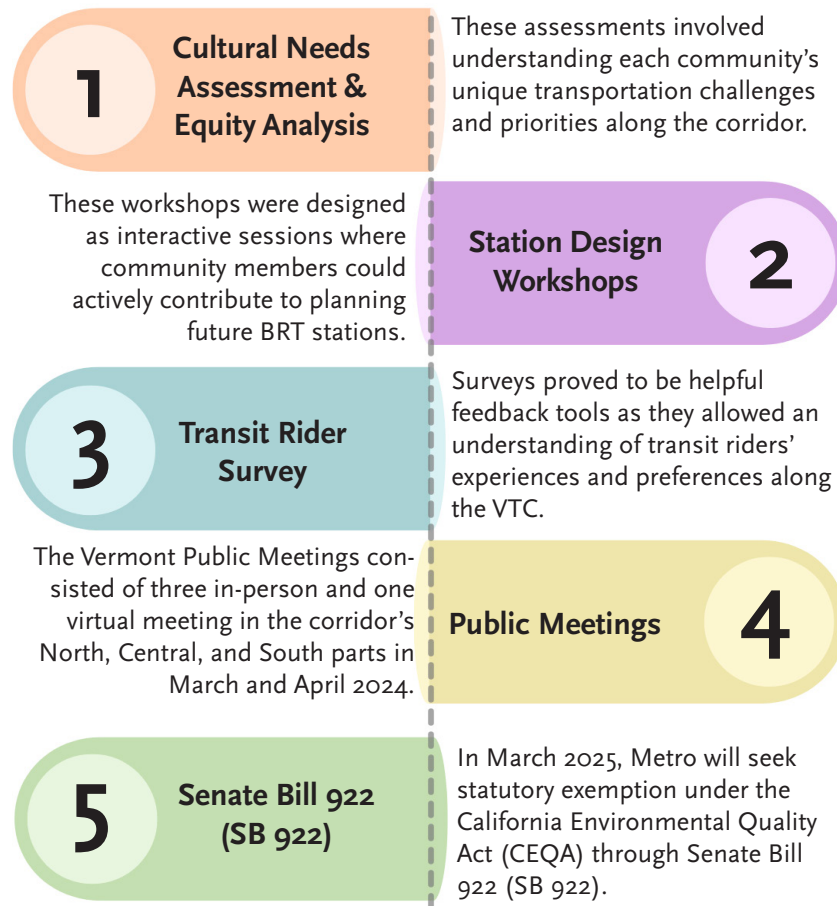 1
Cultural Needs
Assessment &
Equity Analysis
These assessments involved
understanding each community’s
unique transportation challenges
and priorities along the corridor.
These workshops were designed
as interactive sessions where
community members could
actively contribute to planning
future BRT stations.
Station Design
Workshops
2
3
Transit Rider
Survey
Surveys proved to be helpful
feedback tools as they allowed an
understanding of transit riders’
experiences and preferences along
the VTC.
The Vermont Public Meetings con-
sisted of three in-person and one
virtual meeting in the corridor’s
North, Central, and South parts in
March and April 2024.
Public Meetings
4
5
Senate Bill 922
(SB 922)
In March 2025, Metro will seek
statutory exemption under the
California Environmental Quality
Act (CEQA) through Senate Bill
922 (SB 922).